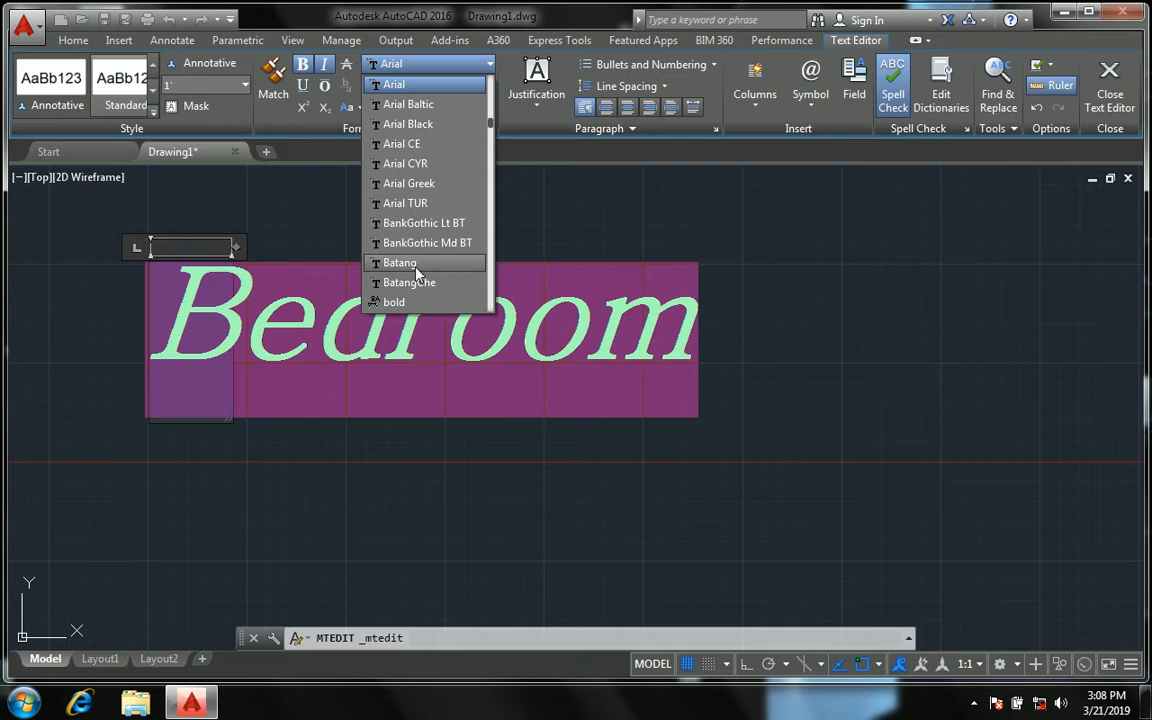 Autodesk AutoCAD 2016 Drawing1.dwg
Type a keyword or phrase
Sign In
Home Insert Annotate Parametric View Manage Output Add-ins A360 Express Tools Featured Apps BIM 360 Performance Text Editor
AaBb123 AaBb12
Annotative Standard
Annotative
1'
Mask
Style
Match
B I A
U O
Arial
Arial
Arial Baltic
Arial Black
Arial CE
Arial CYR
Arial Greek
Arial TUR
BankGothic Lt BT
BankGothic Md BT
Batang
BatangChe
bold
Justification
Bullets and Numbering
Line Spacing
Paragraph
Columns
@
Symbol
Field
Insert
ABC
Spell Check
Edit Dictionaries
Spell Check
Find & Replace
Tools
Ruler
Options
Close Text Editor
Close
Start Drawing1*
[−][Top][2D Wireframe]
L
Bedroom
Y
X
MTEDIT _mtedit
Model Layout1 Layout2
MODEL
1:1
3:08 PM
3/21/2019